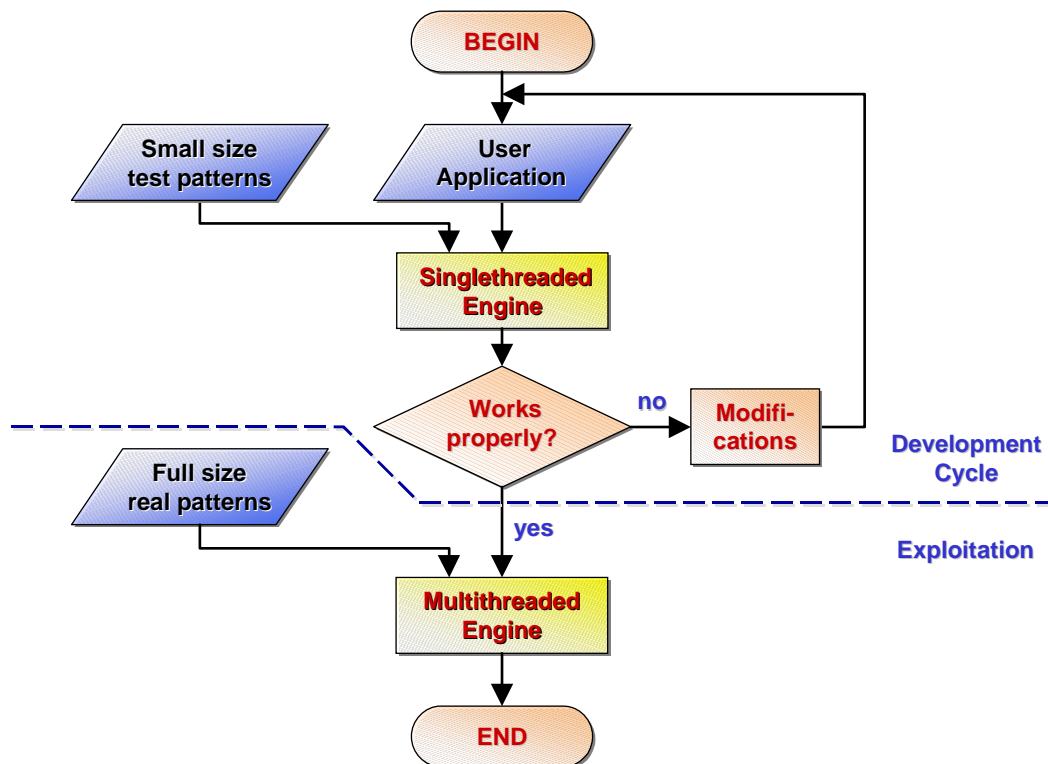 BEGIN
Small size
test patterns
User
Application
Singlethreaded
Engine
Works
properly?
no
Modifi-
cations
Development
Cycle
Full size
real patterns
yes
Exploitation
Multithreaded
Engine
END